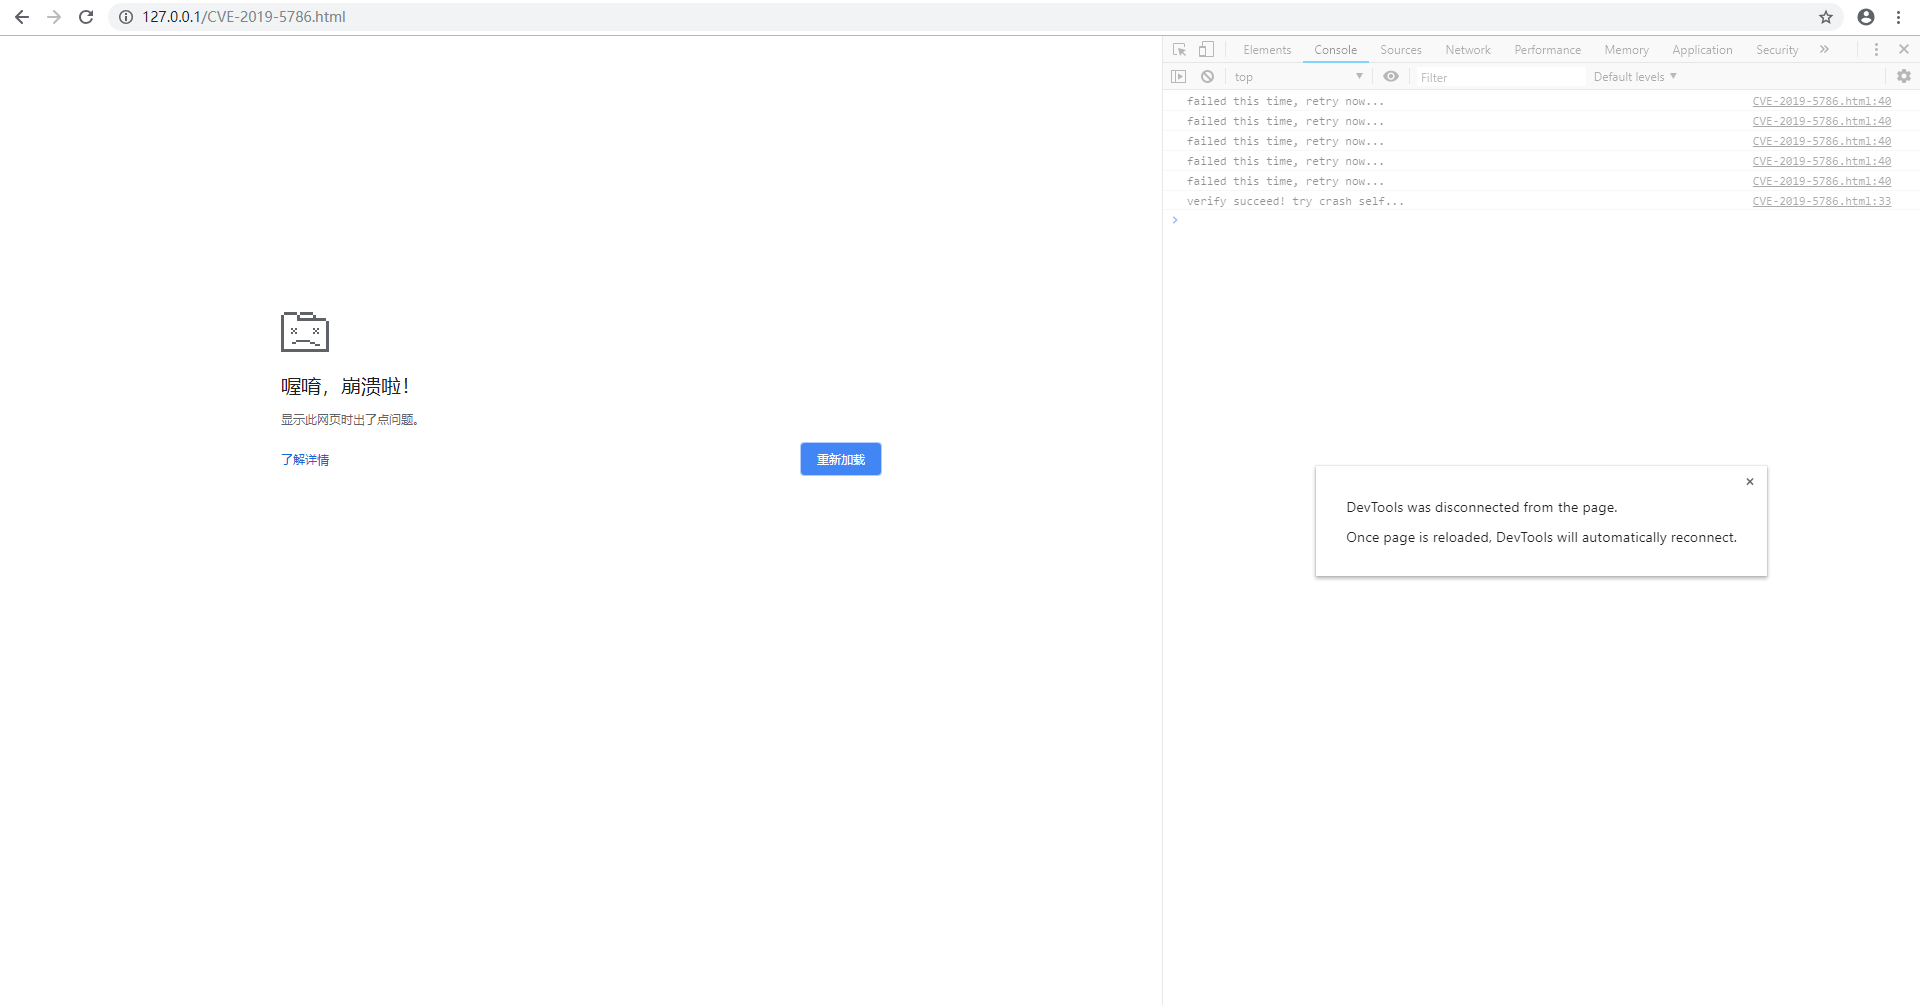 127.0.0.1/CVE-2019-5786.html
Elements Console Sources Network Performance Memory Application Security »
top Filter Default levels
failed this time, retry now... CVE-2019-5786.html:40
failed this time, retry now... CVE-2019-5786.html:40
failed this time, retry now... CVE-2019-5786.html:40
failed this time, retry now... CVE-2019-5786.html:40
failed this time, retry now... CVE-2019-5786.html:40
verify succeed! try crash self... CVE-2019-5786.html:33
喔唷，崩溃啦！
显示此网页时出了点问题。
了解详情
重新加载
DevTools was disconnected from the page.
Once page is reloaded, DevTools will automatically reconnect.